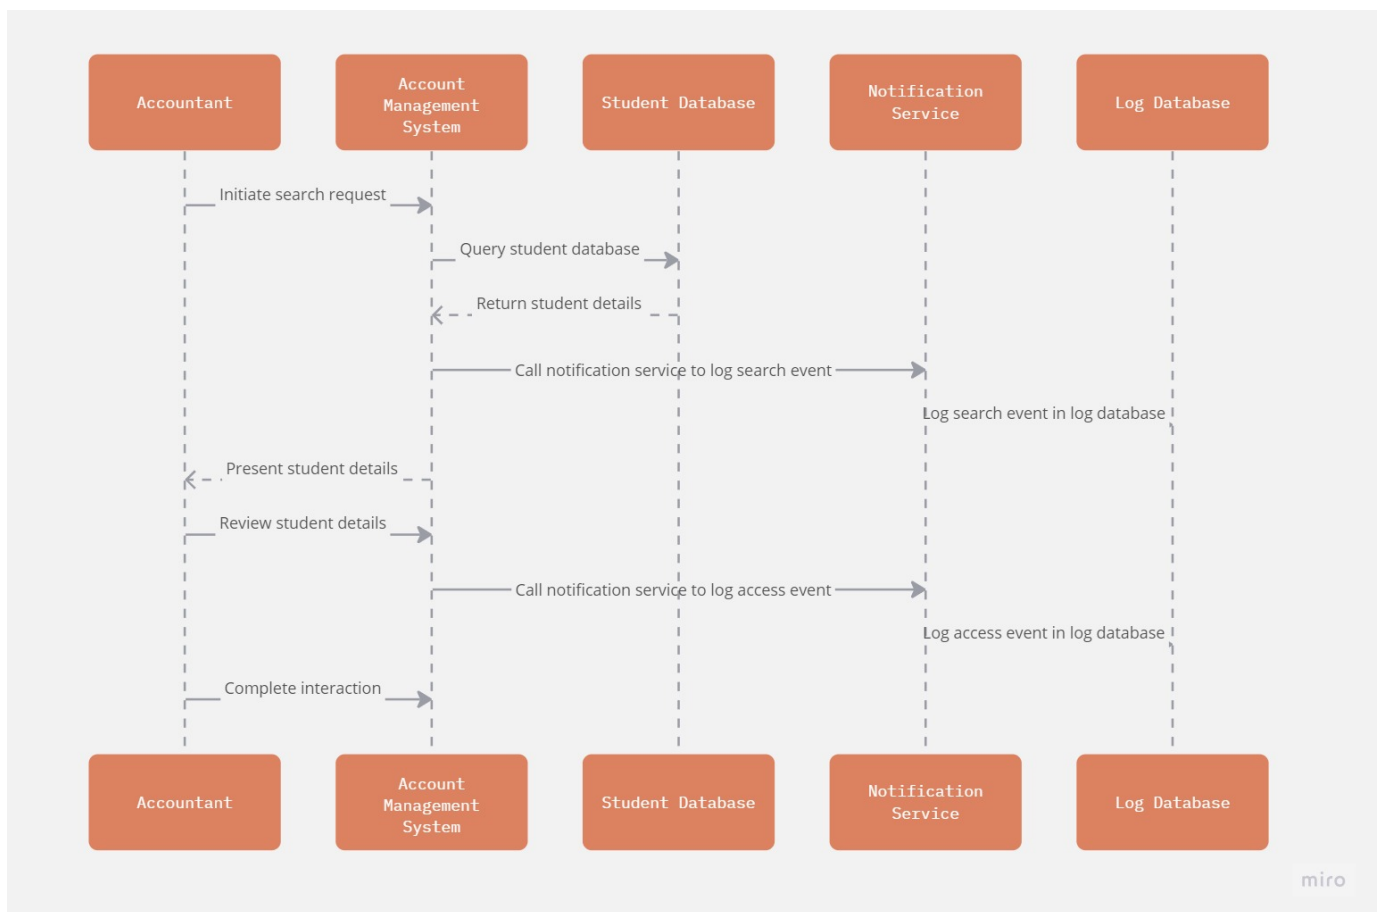 Accountant
Account
Management
System
Student Database
Notification
Service
Log Database
Initiate search request
Query student database
Return student details
Call notification service to log search event
Log search event in log database
Present student details
Review student details
Call notification service to log access event
Log access event in log database
Complete interaction
Accountant
Account
Management
System
Student Database
Notification
Service
Log Database
miro